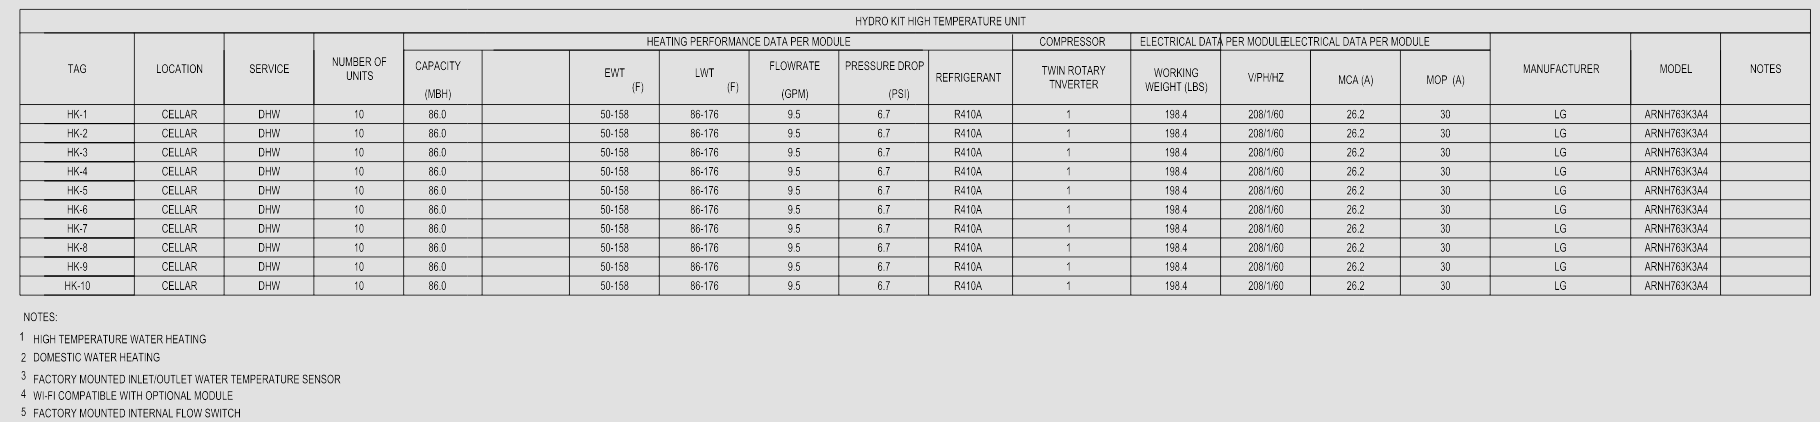 HYDRO KIT HIGH TEMPERATURE UNIT
HEATING PERFORMANCE DATA PER MODULE COMPRESSOR ELECTRICAL DATA PER MODULE ELECTRICAL DATA PER MODULE
TAG LOCATION SERVICE NUMBER OF UNITS CAPACITY (MBH) EWT (F) LWT (F) FLOWRATE (GPM) PRESSURE DROP (PSI) REFRIGERANT TWIN ROTARY TNVERTER WORKING WEIGHT (LBS) V/PH/HZ MCA (A) MOP (A) MANUFACTURER MODEL NOTES
HK-1 CELLAR DHW 10 86.0 50-158 86-176 9.5 6.7 R410A 1 198.4 208/1/60 26.2 30 LG ARNH763K3A4
HK-2 CELLAR DHW 10 86.0 50-158 86-176 9.5 6.7 R410A 1 198.4 208/1/60 26.2 30 LG ARNH763K3A4
HK-3 CELLAR DHW 10 86.0 50-158 86-176 9.5 6.7 R410A 1 198.4 208/1/60 26.2 30 LG ARNH763K3A4
HK-4 CELLAR DHW 10 86.0 50-158 86-176 9.5 6.7 R410A 1 198.4 208/1/60 26.2 30 LG ARNH763K3A4
HK-5 CELLAR DHW 10 86.0 50-158 86-176 9.5 6.7 R410A 1 198.4 208/1/60 26.2 30 LG ARNH763K3A4
HK-6 CELLAR DHW 10 86.0 50-158 86-176 9.5 6.7 R410A 1 198.4 208/1/60 26.2 30 LG ARNH763K3A4
HK-7 CELLAR DHW 10 86.0 50-158 86-176 9.5 6.7 R410A 1 198.4 208/1/60 26.2 30 LG ARNH763K3A4
HK-8 CELLAR DHW 10 86.0 50-158 86-176 9.5 6.7 R410A 1 198.4 208/1/60 26.2 30 LG ARNH763K3A4
HK-9 CELLAR DHW 10 86.0 50-158 86-176 9.5 6.7 R410A 1 198.4 208/1/60 26.2 30 LG ARNH763K3A4
HK-10 CELLAR DHW 10 86.0 50-158 86-176 9.5 6.7 R410A 1 198.4 208/1/60 26.2 30 LG ARNH763K3A4
NOTES:
1 HIGH TEMPERATURE WATER HEATING
2 DOMESTIC WATER HEATING
3 FACTORY MOUNTED INLET/OUTLET WATER TEMPERATURE SENSOR
4 WI-FI COMPATIBLE WITH OPTIONAL MODULE
5 FACTORY MOUNTED INTERNAL FLOW SWITCH